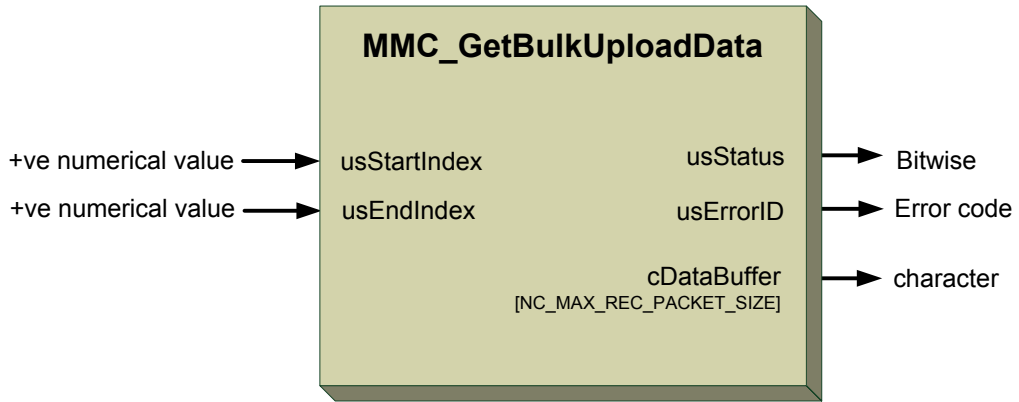 MMC_GetBulkUploadData
+ve numerical value
usStartIndex
usStatus
Bitwise
+ve numerical value
usEndIndex
usErrorID
Error code
cDataBuffer
[NC_MAX_REC_PACKET_SIZE]
character